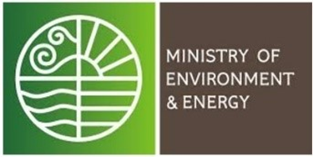 MINISTRY OF
ENVIRONMENT
& ENERGY